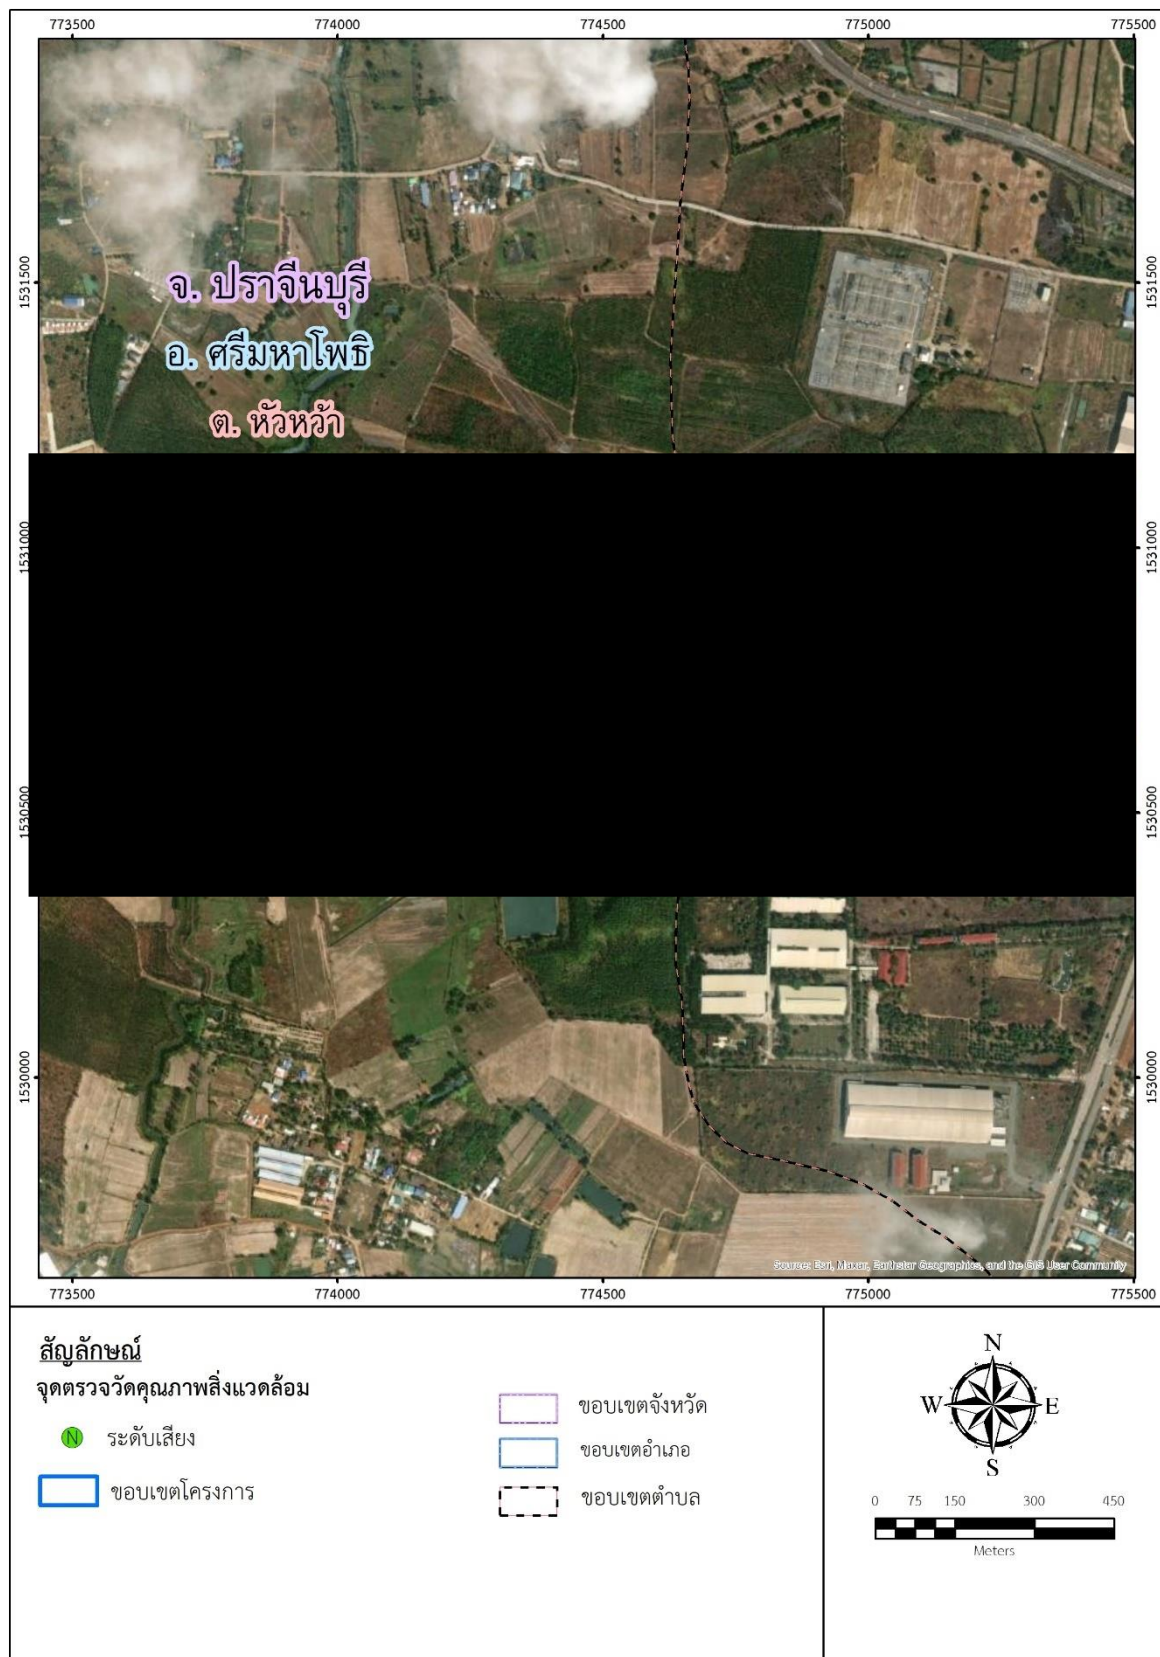 773500 774000 774500 775000 775500
1531500 1531500
จ. ปราจีนบุรี
อ. ศรีมหาโพธิ
ต. หัวหว้า
1531000 1531000
1530500 1530500
1530000 1530000
Source: Esri, Maxar, Earthstar Geographics, and the GIS User Community
773500 774000 774500 775000 775500
สัญลักษณ์
จุดตรวจวัดคุณภาพสิ่งแวดล้อม
N ระดับเสียง
ขอบเขตโครงการ
ขอบเขตจังหวัด
ขอบเขตอำเภอ
ขอบเขตตำบล
N
W E
S
0 75 150 300 450
Meters